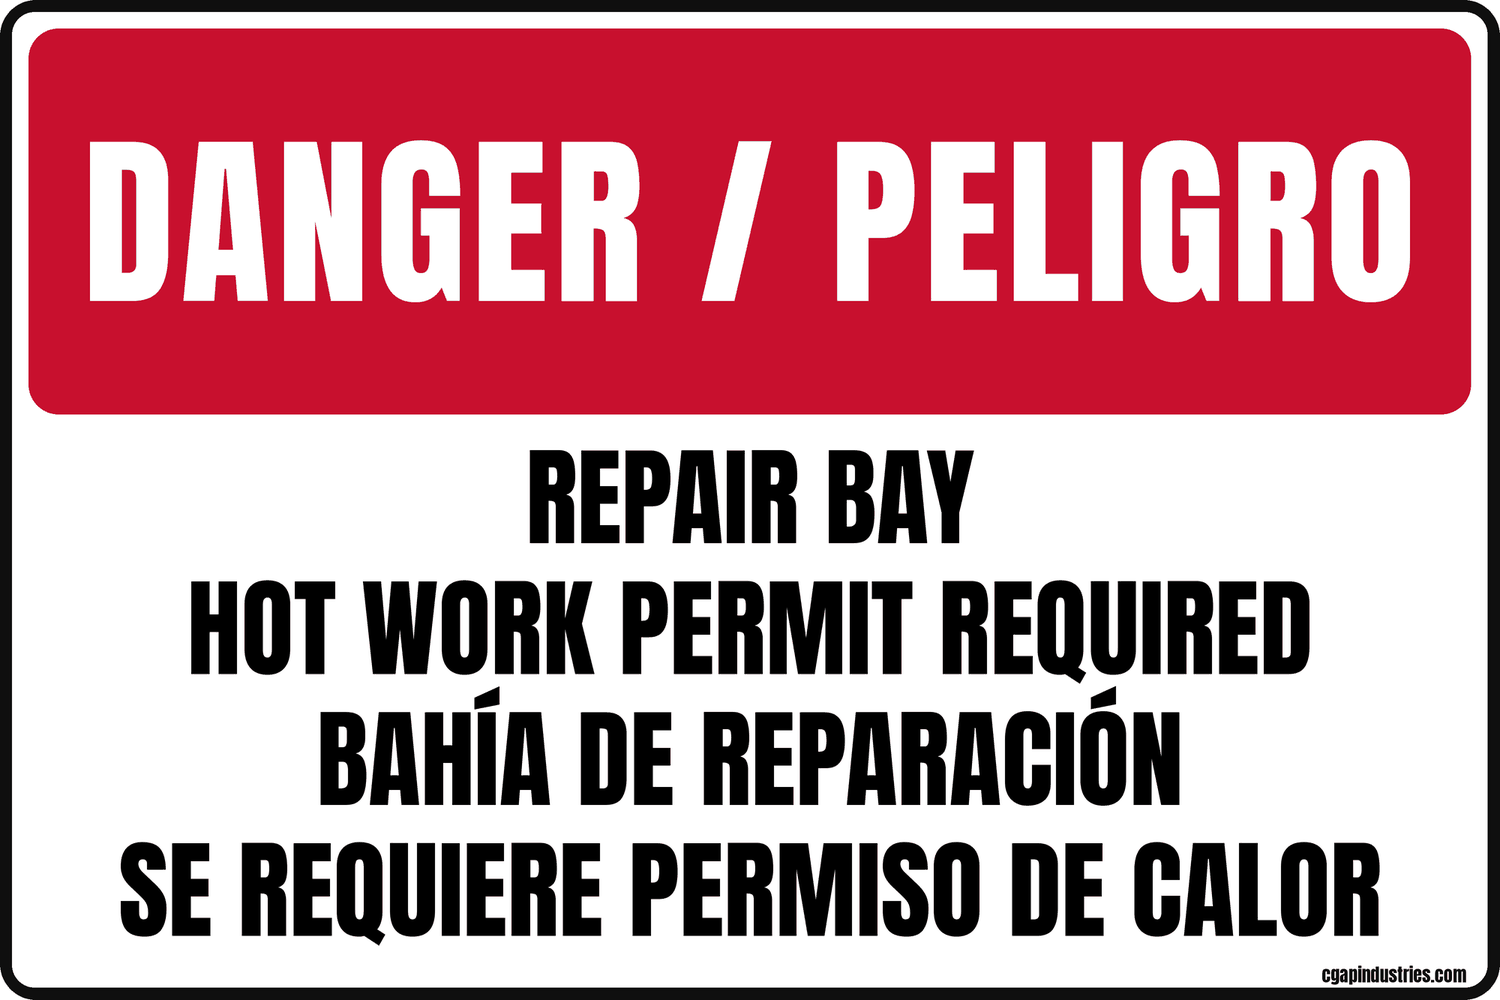 DANGER / PELIGRO
REPAIR BAY
HOT WORK PERMIT REQUIRED
BAHÍA DE REPARACIÓN
SE REQUIERE PERMISO DE CALOR
cgapindustries.com